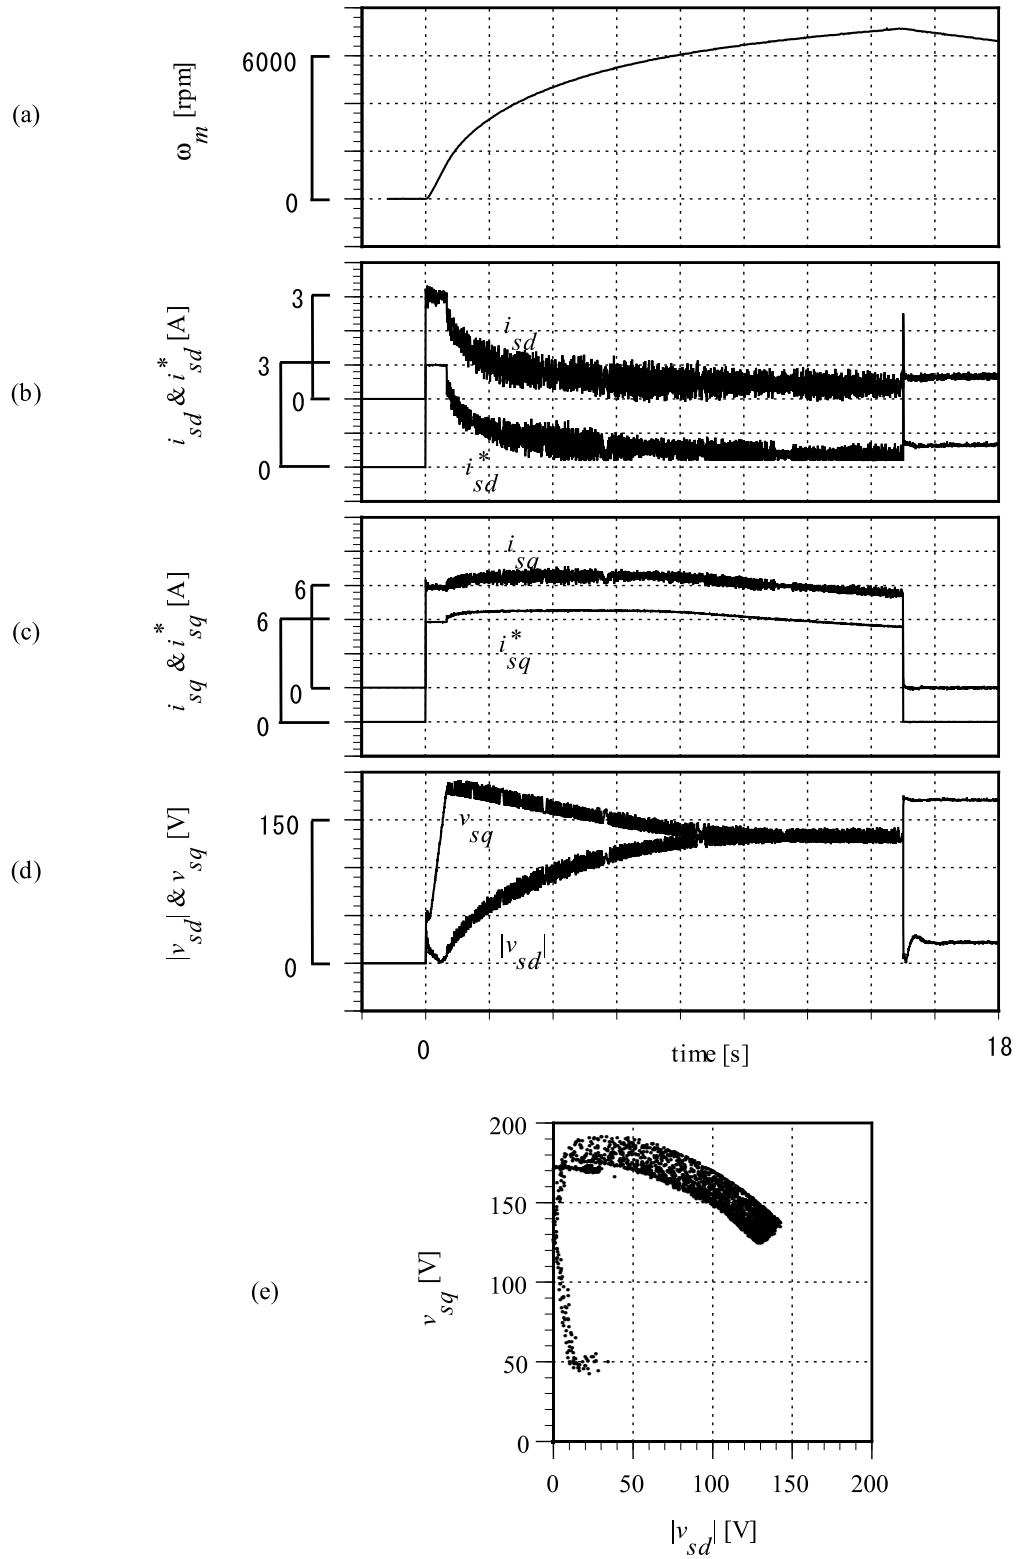 (a)
ω_m [rpm]
6000
0
(b)
i_sd & i*_sd [A]
3
3
0
0
i_sd
i*_sd
(c)
i_sq & i*_sq [A]
6
6
0
0
i_sq
i*_sq
(d)
|v_sd| & v_sq [V]
150
0
v_sq
|v_sd|
0
time [s]
18
(e)
v_sq [V]
200
150
100
50
0
0 50 100 150 200
|v_sd| [V]